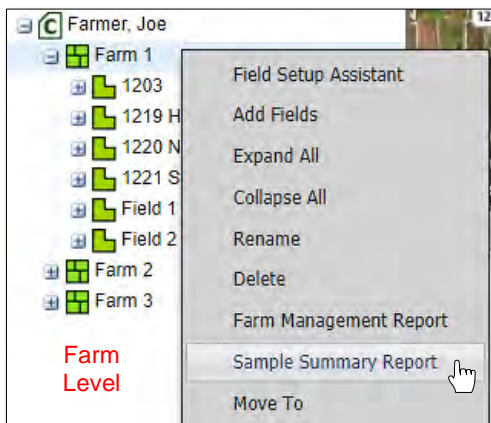 Farmer, Joe
Farm 1
1203
1219 H
1220 N
1221 S
Field 1
Field 2
Farm 2
Farm 3
Farm
Level
12
Field Setup Assistant
Add Fields
Expand All
Collapse All
Rename
Delete
Farm Management Report
Sample Summary Report
Move To